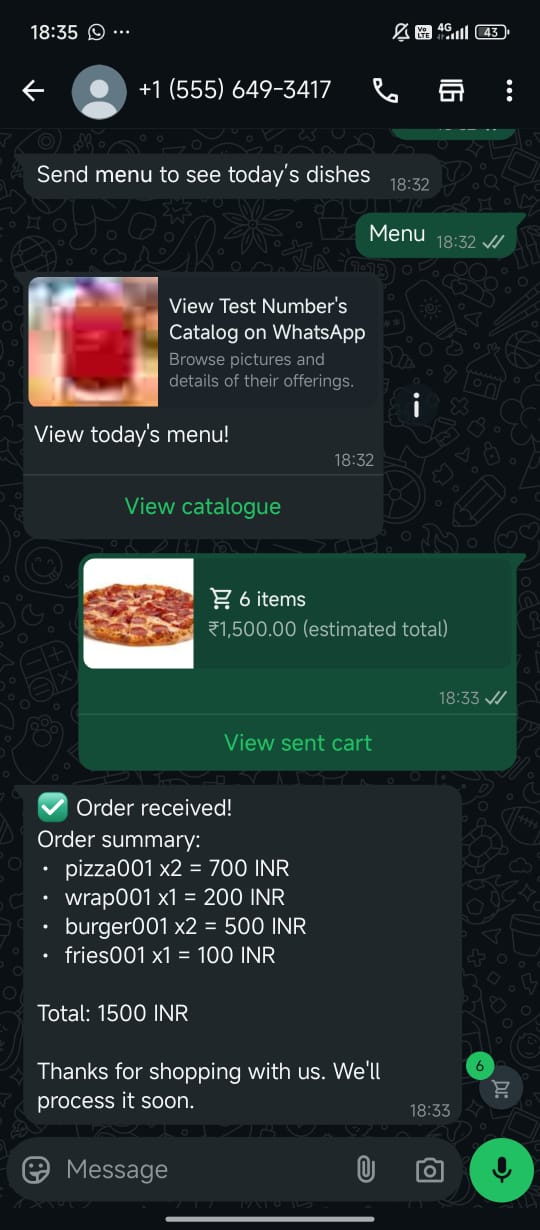 18:35
Vo LTE 4G 43
+1 (555) 649-3417
Send menu to see today's dishes 18:32
Menu 18:32
View Test Number's
Catalog on WhatsApp
Browse pictures and
details of their offerings.
View today's menu!
18:32
View catalogue
6 items
₹1,500.00 (estimated total)
18:33
View sent cart
✅ Order received!
Order summary:
• pizza001 x2 = 700 INR
• wrap001 x1 = 200 INR
• burger001 x2 = 500 INR
• fries001 x1 = 100 INR
Total: 1500 INR
Thanks for shopping with us. We'll
process it soon. 18:33
6
Message